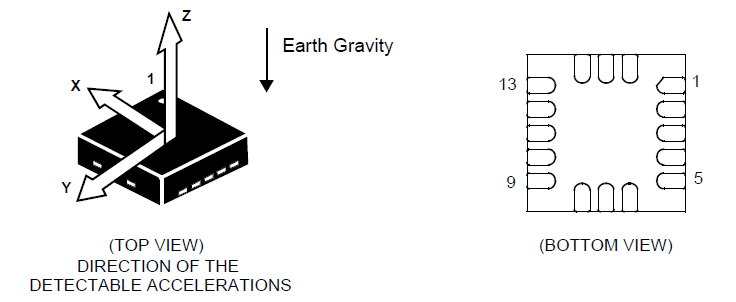 Z
Earth Gravity
1
X
Y
13
1
9
5
(TOP VIEW)
DIRECTION OF THE
DETECTABLE ACCELERATIONS
(BOTTOM VIEW)